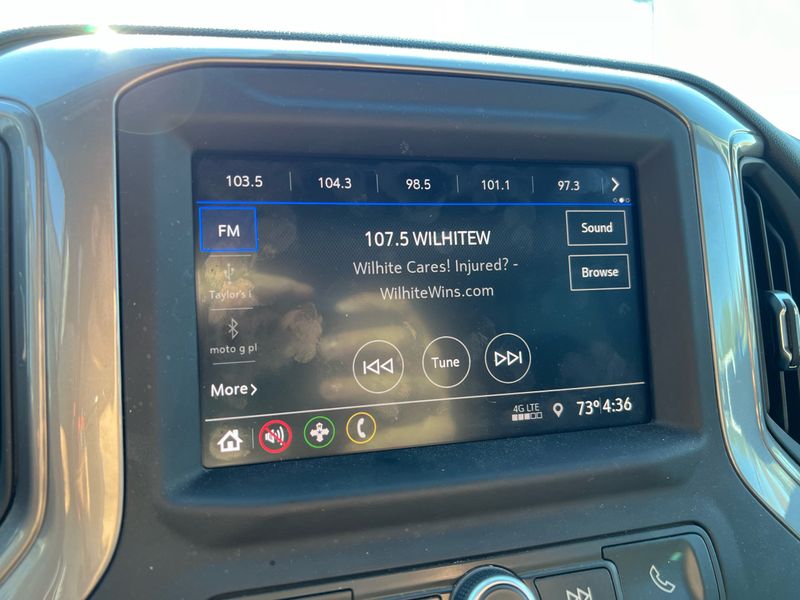 103.5 104.3 98.5 101.1 97.3
FM
107.5 WILHITEW
Sound
Wilhite Cares! Injured? -
WilhiteWins.com
Browse
Taylor's i
moto g pl
Tune
More
4G LTE
73° 4:36